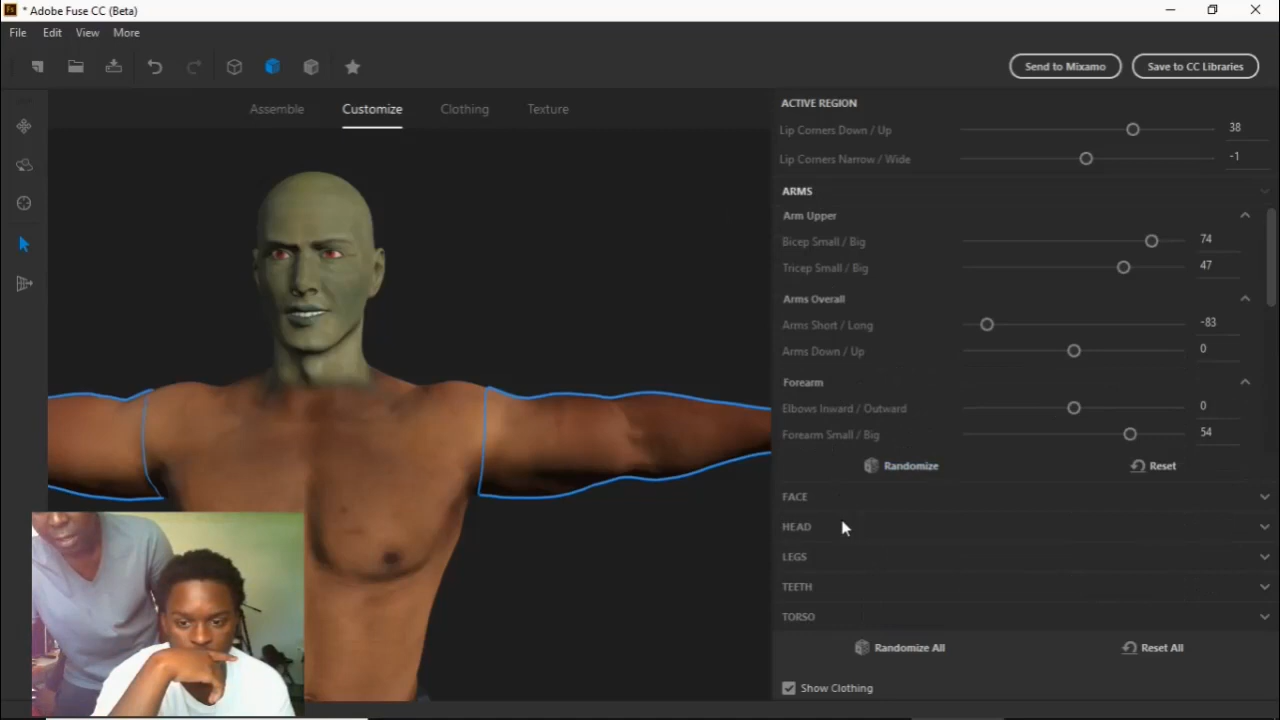 * Adobe Fuse CC (Beta)
File Edit View More
Send to Mixamo Save to CC Libraries
Assemble Customize Clothing Texture
ACTIVE REGION
Lip Corners Down / Up 38
Lip Corners Narrow / Wide -1
ARMS
Arm Upper
Bicep Small / Big 74
Tricep Small / Big 47
Arms Overall
Arms Short / Long -83
Arms Down / Up 0
Forearm
Elbows Inward / Outward 0
Forearm Small / Big 54
Randomize Reset
FACE
HEAD
LEGS
TEETH
TORSO
Randomize All Reset All
Show Clothing